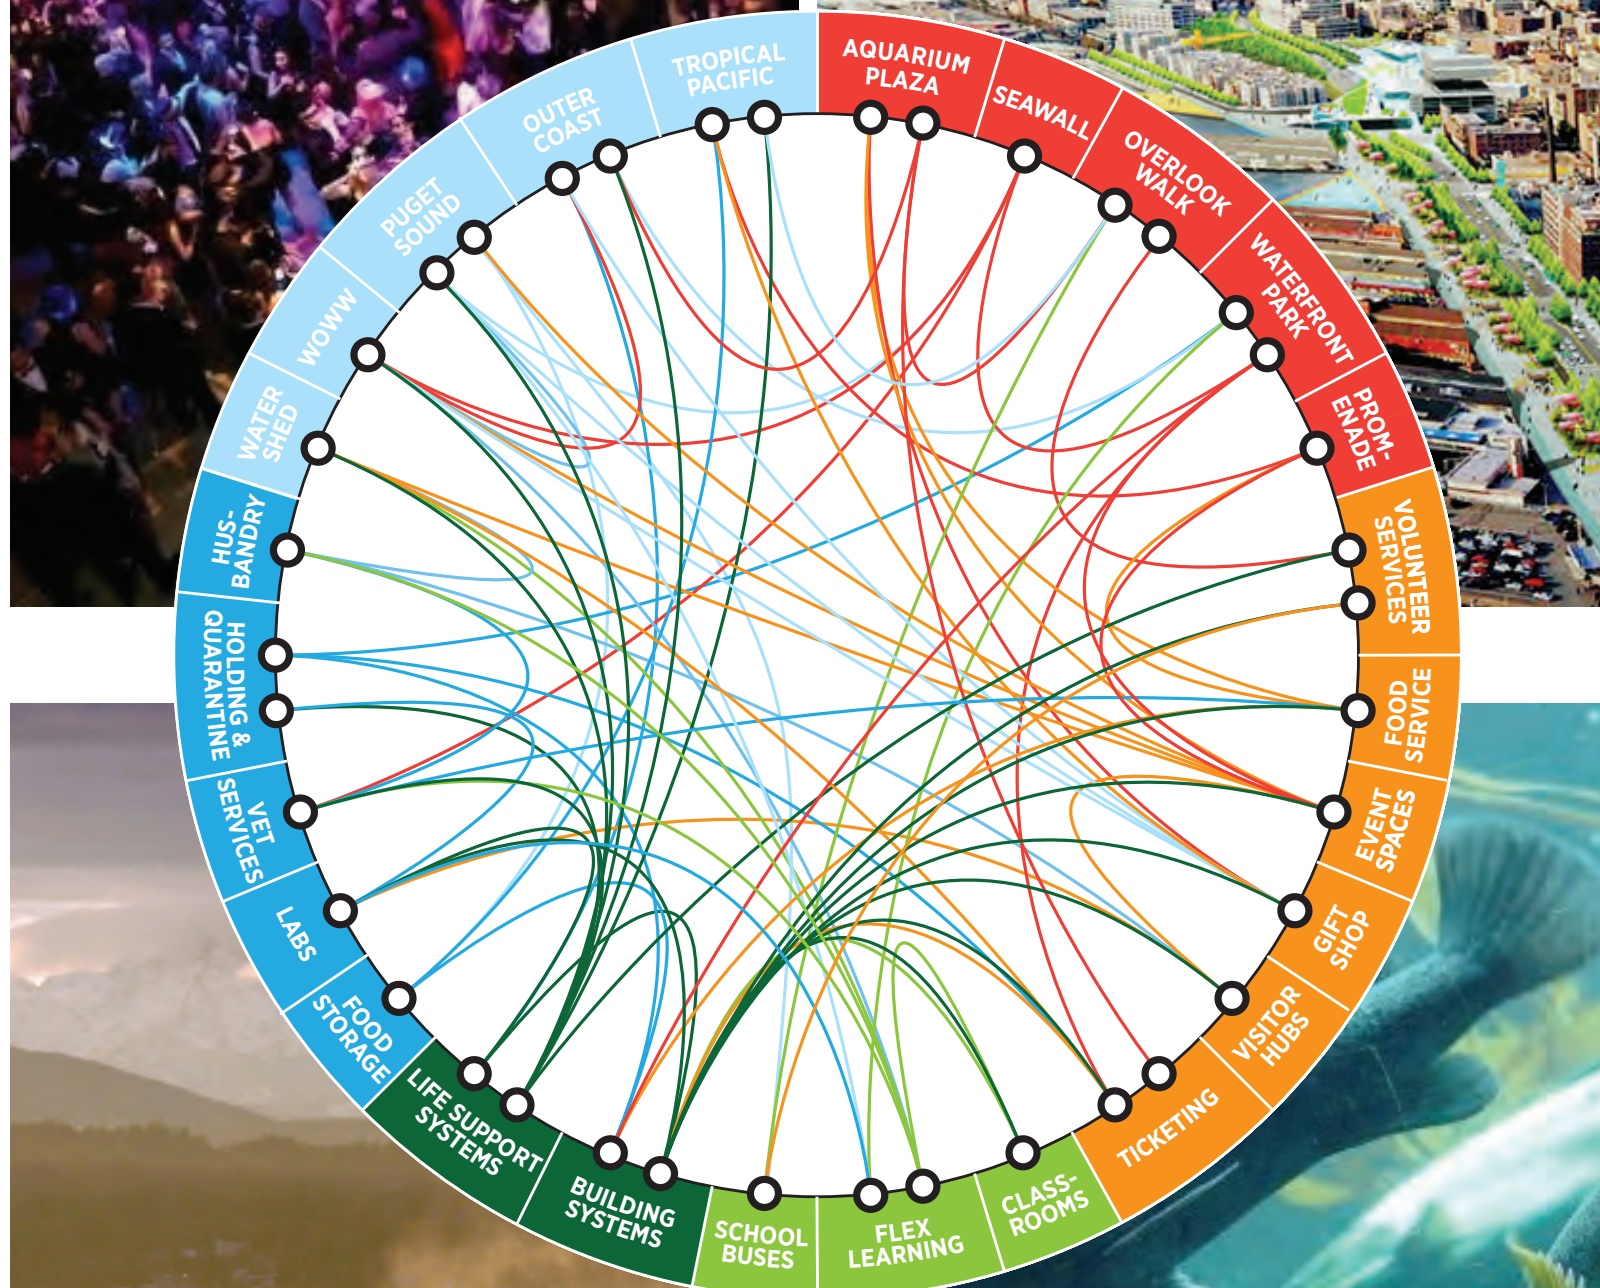 TROPICAL
PACIFIC
AQUARIUM
PLAZA
SEAWALL
OVERLOOK
WALK
WATERFRONT
PARK
PROM-
ENADE
VOLUNTEER
SERVICES
FOOD
SERVICE
EVENT
SPACES
GIFT
SHOP
VISITOR
HUBS
TICKETING
CLASS-
ROOMS
FLEX
LEARNING
SCHOOL
BUSES
BUILDING
SYSTEMS
LIFE SUPPORT
SYSTEMS
FOOD
STORAGE
LABS
VET
SERVICES
HOLDING &
QUARANTINE
HUS-
BANDRY
WATER
SHED
WOWW
PUGET
SOUND
OUTER
COAST